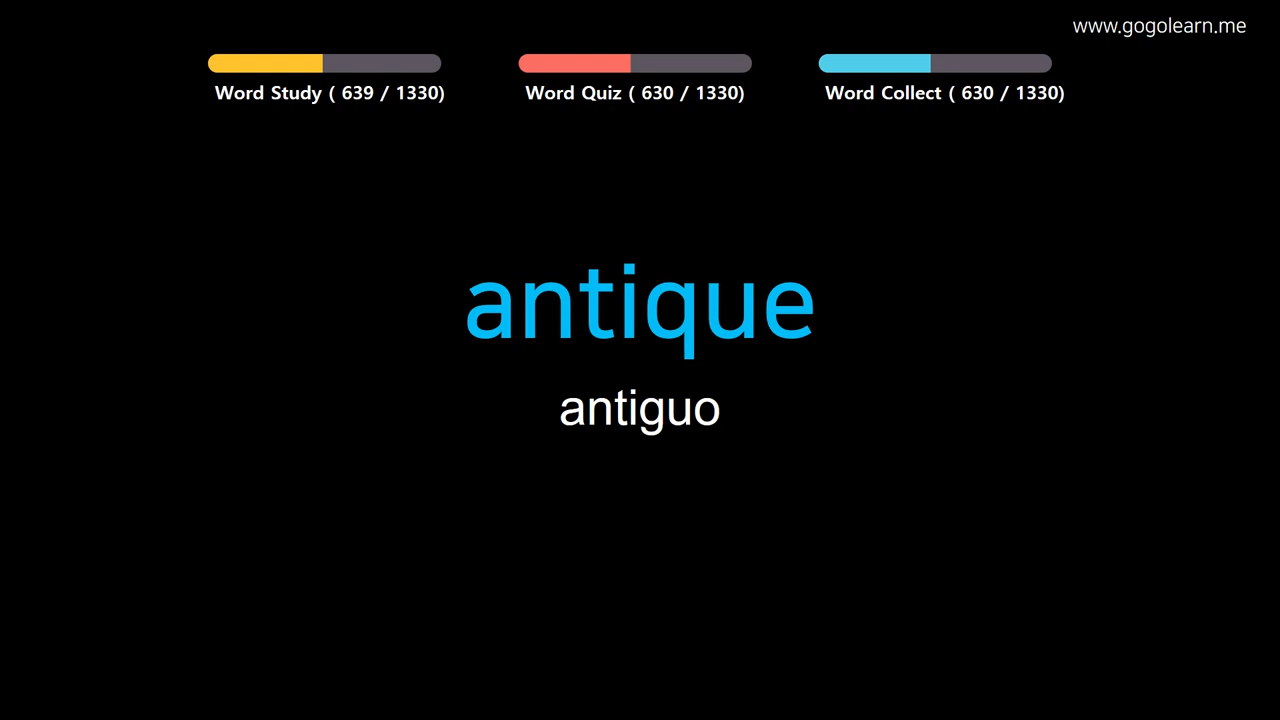 www.gogolearn.me
Word Study ( 639 / 1330)
Word Quiz ( 630 / 1330)
Word Collect ( 630 / 1330)
antique
antiguo